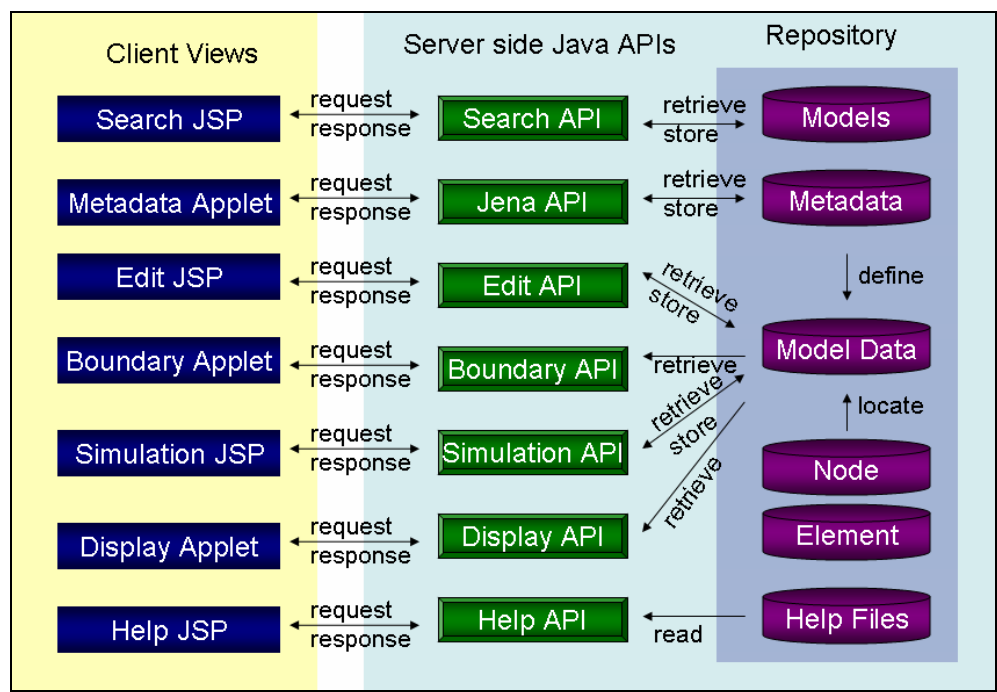 Client Views
Server side Java APIs
Repository
Search JSP
request
response
Search API
retrieve
store
Models
Metadata Applet
request
response
Jena API
retrieve
store
Metadata
Edit JSP
request
response
Edit API
retrieve
store
define
Model Data
Boundary Applet
request
response
Boundary API
retrieve
locate
Simulation JSP
request
response
Simulation API
retrieve
store
Node
Display Applet
request
response
Display API
retrieve
Element
Help JSP
request
response
Help API
read
Help Files